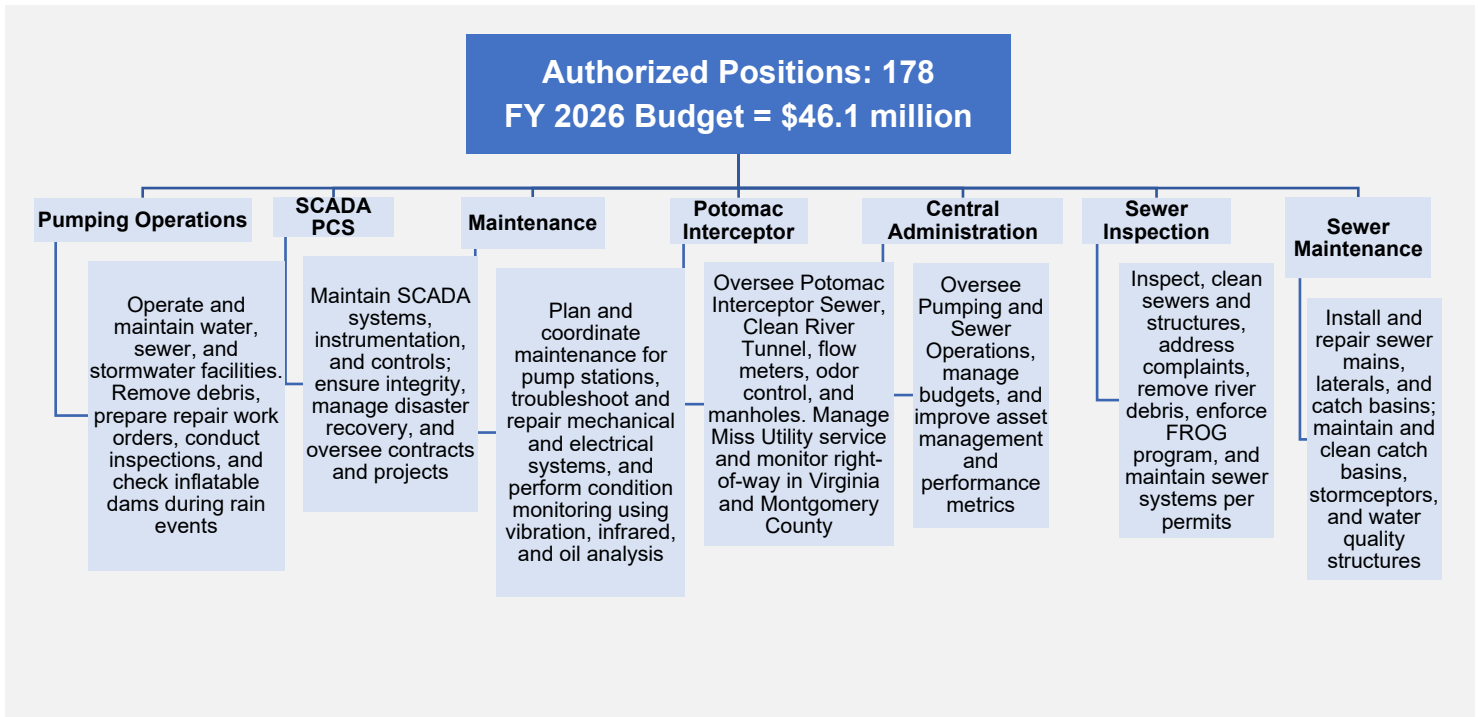 Authorized Positions: 178
FY 2026 Budget = $46.1 million
Pumping Operations
Operate and
maintain water,
sewer, and
stormwater facilities.
Remove debris,
prepare repair work
orders, conduct
inspections, and
check inflatable
dams during rain
events
SCADA
PCS
Maintain SCADA
systems,
instrumentation,
and controls;
ensure integrity,
manage disaster
recovery, and
oversee contracts
and projects
Maintenance
Plan and
coordinate
maintenance for
pump stations,
troubleshoot and
repair mechanical
and electrical
systems, and
perform condition
monitoring using
vibration, infrared,
and oil analysis
Potomac
Interceptor
Oversee Potomac
Interceptor Sewer,
Clean River
Tunnel, flow
meters, odor
control, and
manholes. Manage
Miss Utility service
and monitor right-
of-way in Virginia
and Montgomery
County
Central
Administration
Oversee
Pumping and
Sewer
Operations,
manage
budgets, and
improve asset
management
and
performance
metrics
Sewer
Inspection
Inspect, clean
sewers and
structures,
address
complaints,
remove river
debris, enforce
FROG
program, and
maintain sewer
systems per
permits
Sewer
Maintenance
Install and
repair sewer
mains,
laterals, and
catch basins;
maintain and
clean catch
basins,
stormceptors,
and water
quality
structures